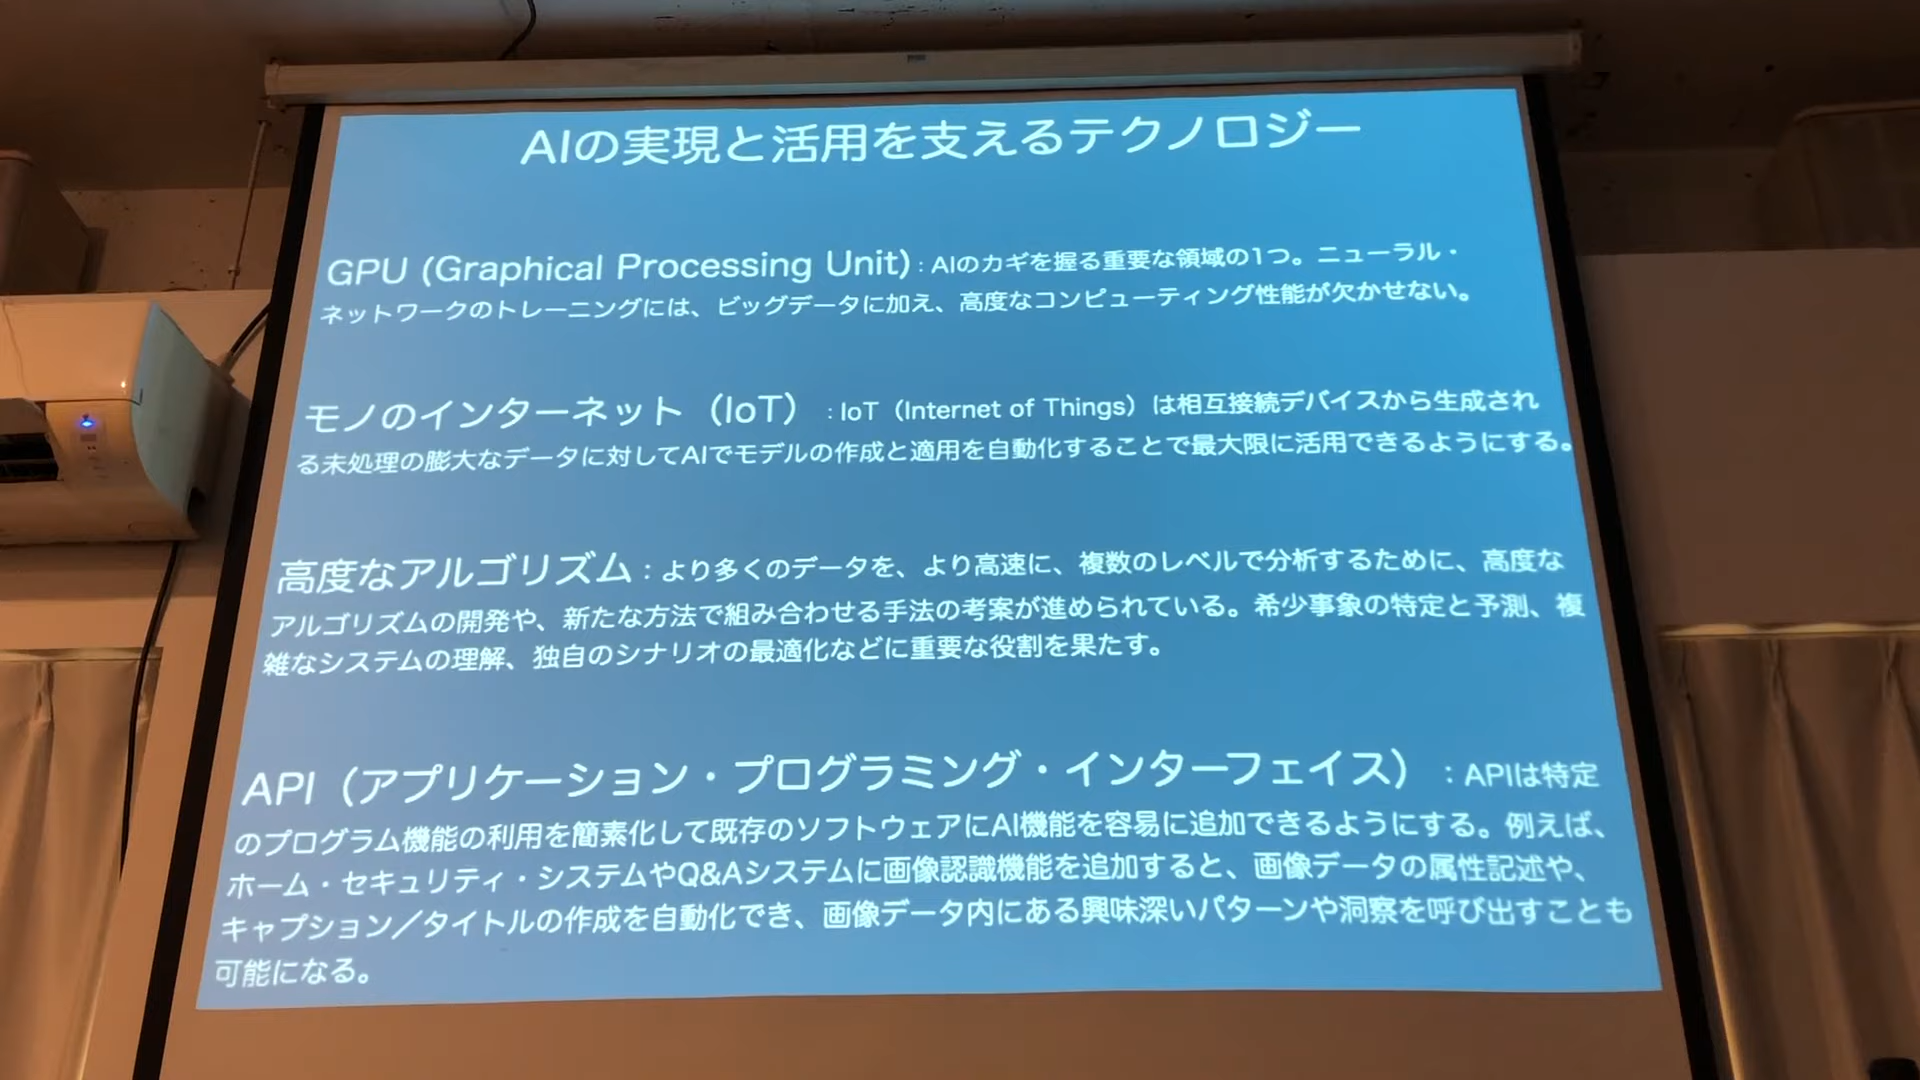 AIの実現と活用を支えるテクノロジー
GPU (Graphical Processing Unit) : AIのカギを握る重要な領域の1つ。ニューラル・
ネットワークのトレーニングには、ビッグデータに加え、高度なコンピューティング性能が欠かせない。
モノのインターネット（IoT）：IoT（Internet of Things）は相互接続デバイスから生成され
る未処理の膨大なデータに対してAIでモデルの作成と適用を自動化することで最大限に活用できるようにする。
高度なアルゴリズム：より多くのデータを、より高速に、複数のレベルで分析するために、高度な
アルゴリズムの開発や、新たな方法で組み合わせる手法の考案が進められている。希少事象の特定と予測、複
雑なシステムの理解、独自のシナリオの最適化などに重要な役割を果たす。
API（アプリケーション・プログラミング・インターフェイス）：APIは特定
のプログラム機能の利用を簡素化して既存のソフトウェアにAI機能を容易に追加できるようにする。例えば、
ホーム・セキュリティ・システムやQ&Aシステムに画像認識機能を追加すると、画像データの属性記述や、
キャプション／タイトルの作成を自動化でき、画像データ内にある興味深いパターンや洞察を呼び出すことも
可能になる。